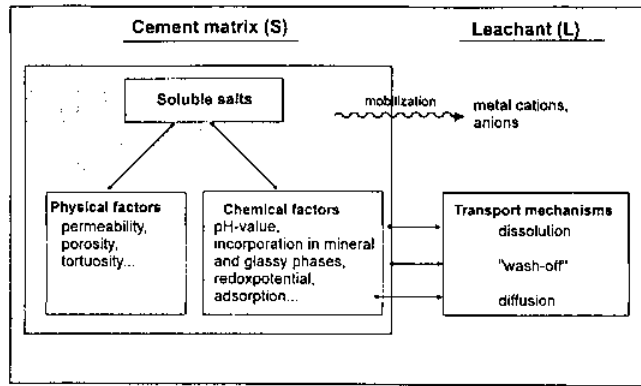 Cement matrix (S)
Leachant (L)
Soluble salts
mobilization
metal cations,
anions
Physical factors
permeability,
porosity,
tortuosity...
Chemical factors
pH-value,
incorporation in mineral
and glassy phases,
redoxpotential,
adsorption...
Transport mechanisms
dissolution
"wash-off"
diffusion